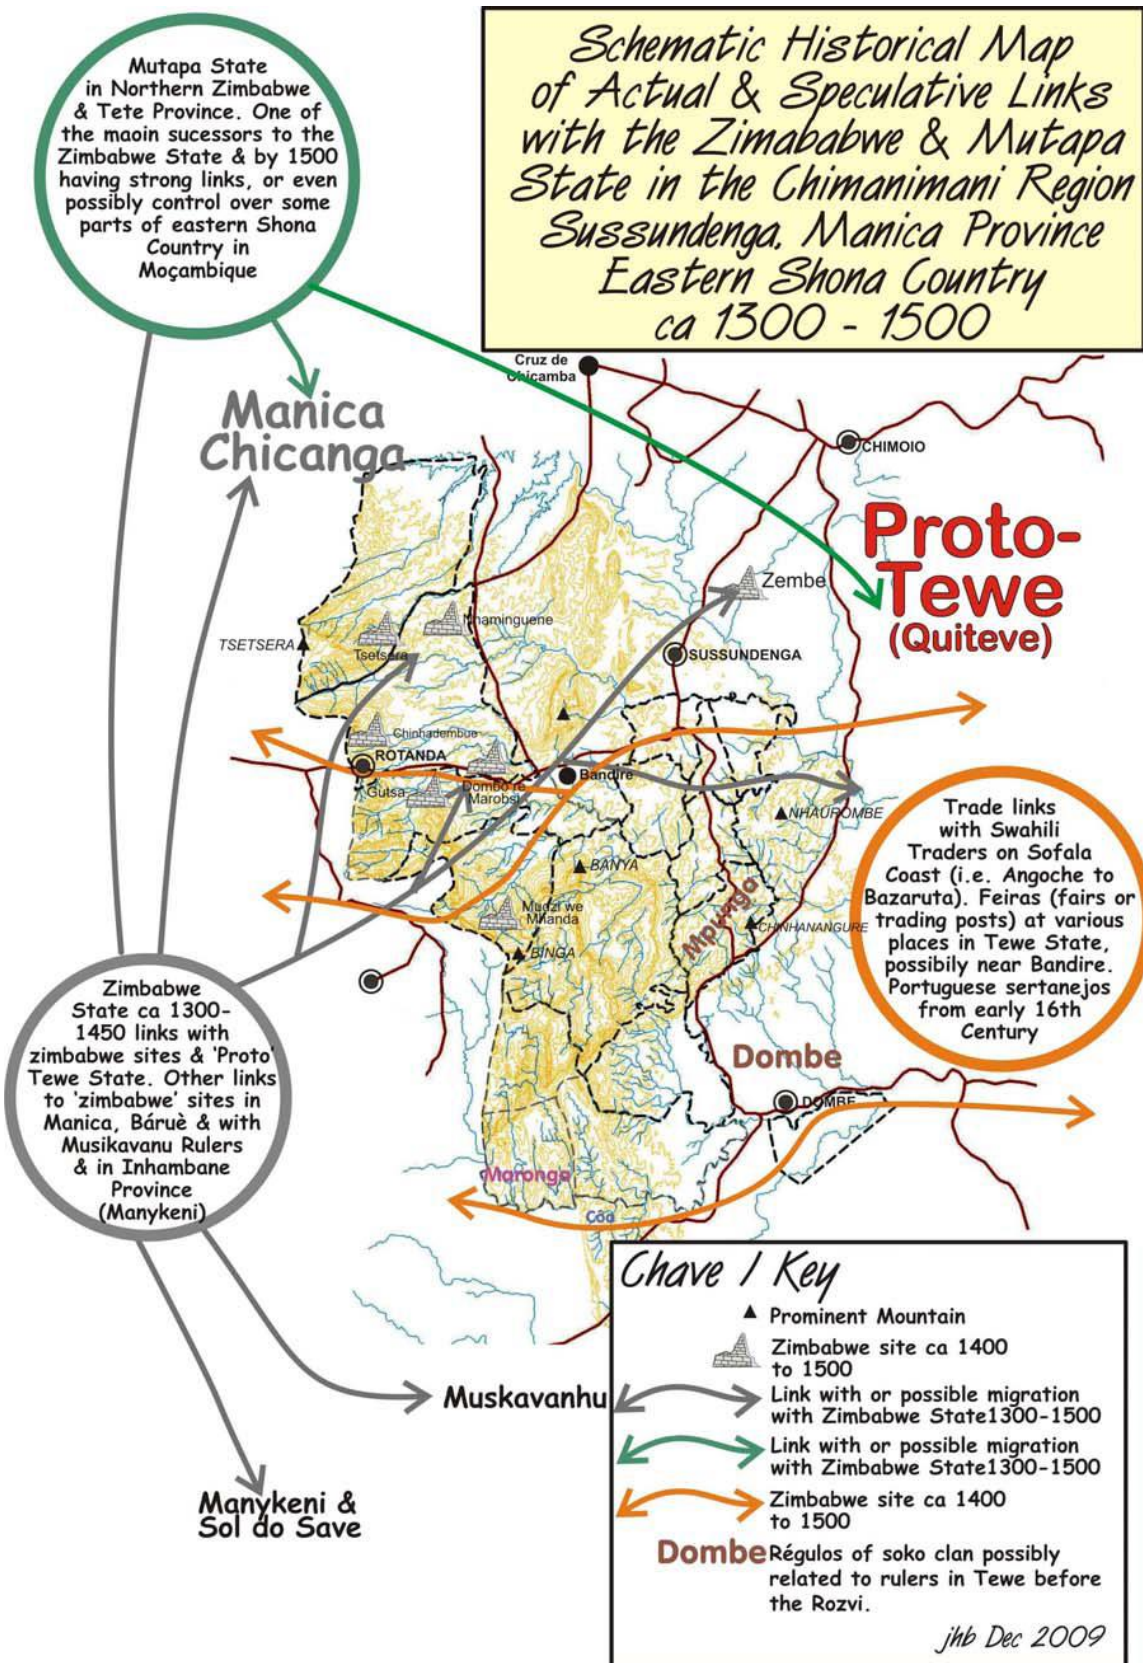 Mutapa State
in Northern Zimbabwe
& Tete Province. One of
the maoin sucessors to the
Zimbabwe State & by 1500
having strong links, or even
possibly control over some
parts of eastern Shona
Country in
Moçambique
Schematic Historical Map
of Actual & Speculative Links
with the Zimababwe & Mutapa
State in the Chimanimani Region
Sussundenga, Manica Province
Eastern Shona Country
ca 1300 - 1500
Cruz de
Chicamba
Manica
Chicanga
CHIMOIO
Proto-
Tewe
(Quiteve)
Zembe
Nhaminguene
TSETSERA
Tsetsera
SUSSUNDENGA
Chinhadembue
ROTANDA
Bandire
Gutsa
Dombo re
Marobsi
NHAUROMBE
BANYA
Mpunga
Mudzi we
Mhanda
CHINHANANGURE
BINGA
Trade links
with Swahili
Traders on Sofala
Coast (i.e. Angoche to
Bazaruta). Feiras (fairs or
trading posts) at various
places in Tewe State,
possibily near Bandire.
Portuguese sertanejos
from early 16th
Century
Zimbabwe
State ca 1300-
1450 links with
zimbabwe sites & 'Proto'
Tewe State. Other links
to 'zimbabwe' sites in
Manica, Báruè & with
Musikavanu Rulers
& in Inhambane
Province
(Manykeni)
Dombe
DOMBE
Maronga
Côa
Muskavanhu
Manykeni &
Sol do Save
Chave / Key
Prominent Mountain
Zimbabwe site ca 1400
to 1500
Link with or possible migration
with Zimbabwe State1300-1500
Link with or possible migration
with Zimbabwe State1300-1500
Zimbabwe site ca 1400
to 1500
Dombe Régulos of soko clan possibly
related to rulers in Tewe before
the Rozvi.
jhb Dec 2009